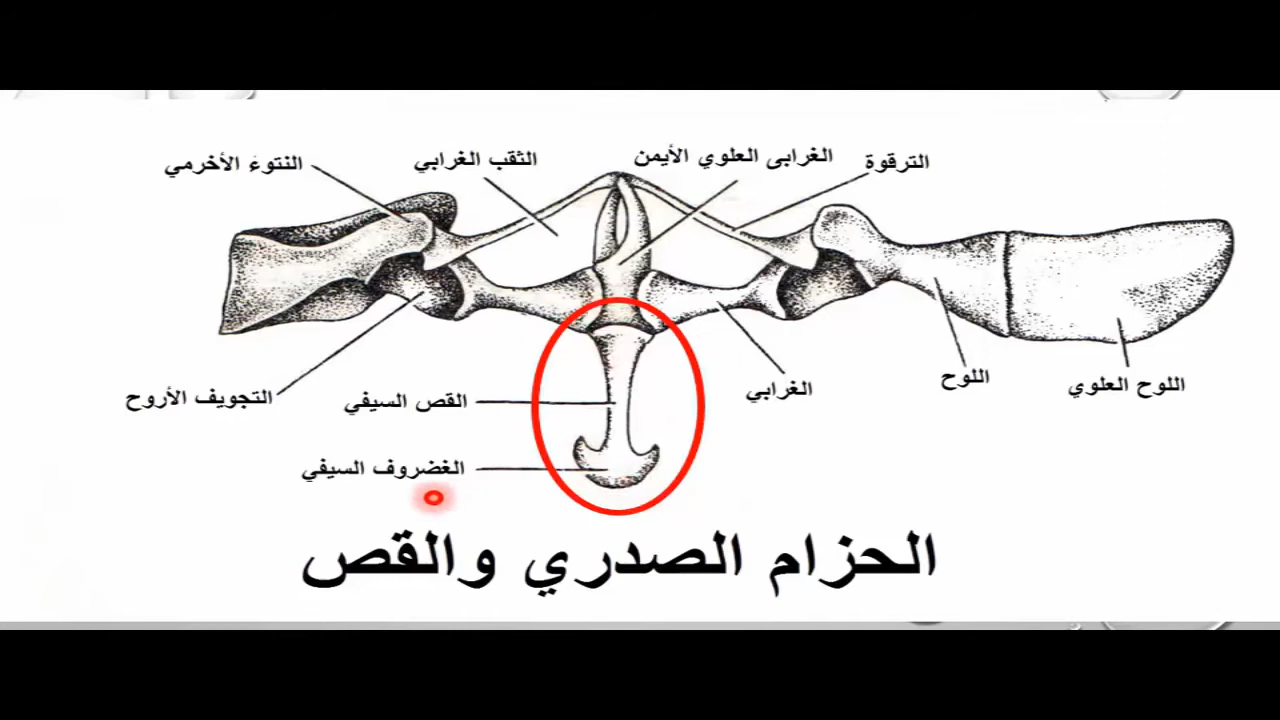 الترقوة
الغرابى العلوي الأيمن
الثقب الغرابي
النتوء الأخرمي
اللوح العلوي
اللوح
الغرابي
القص السيفي
التجويف الأروح
الغضروف السيفي
الحزام الصدري والقص